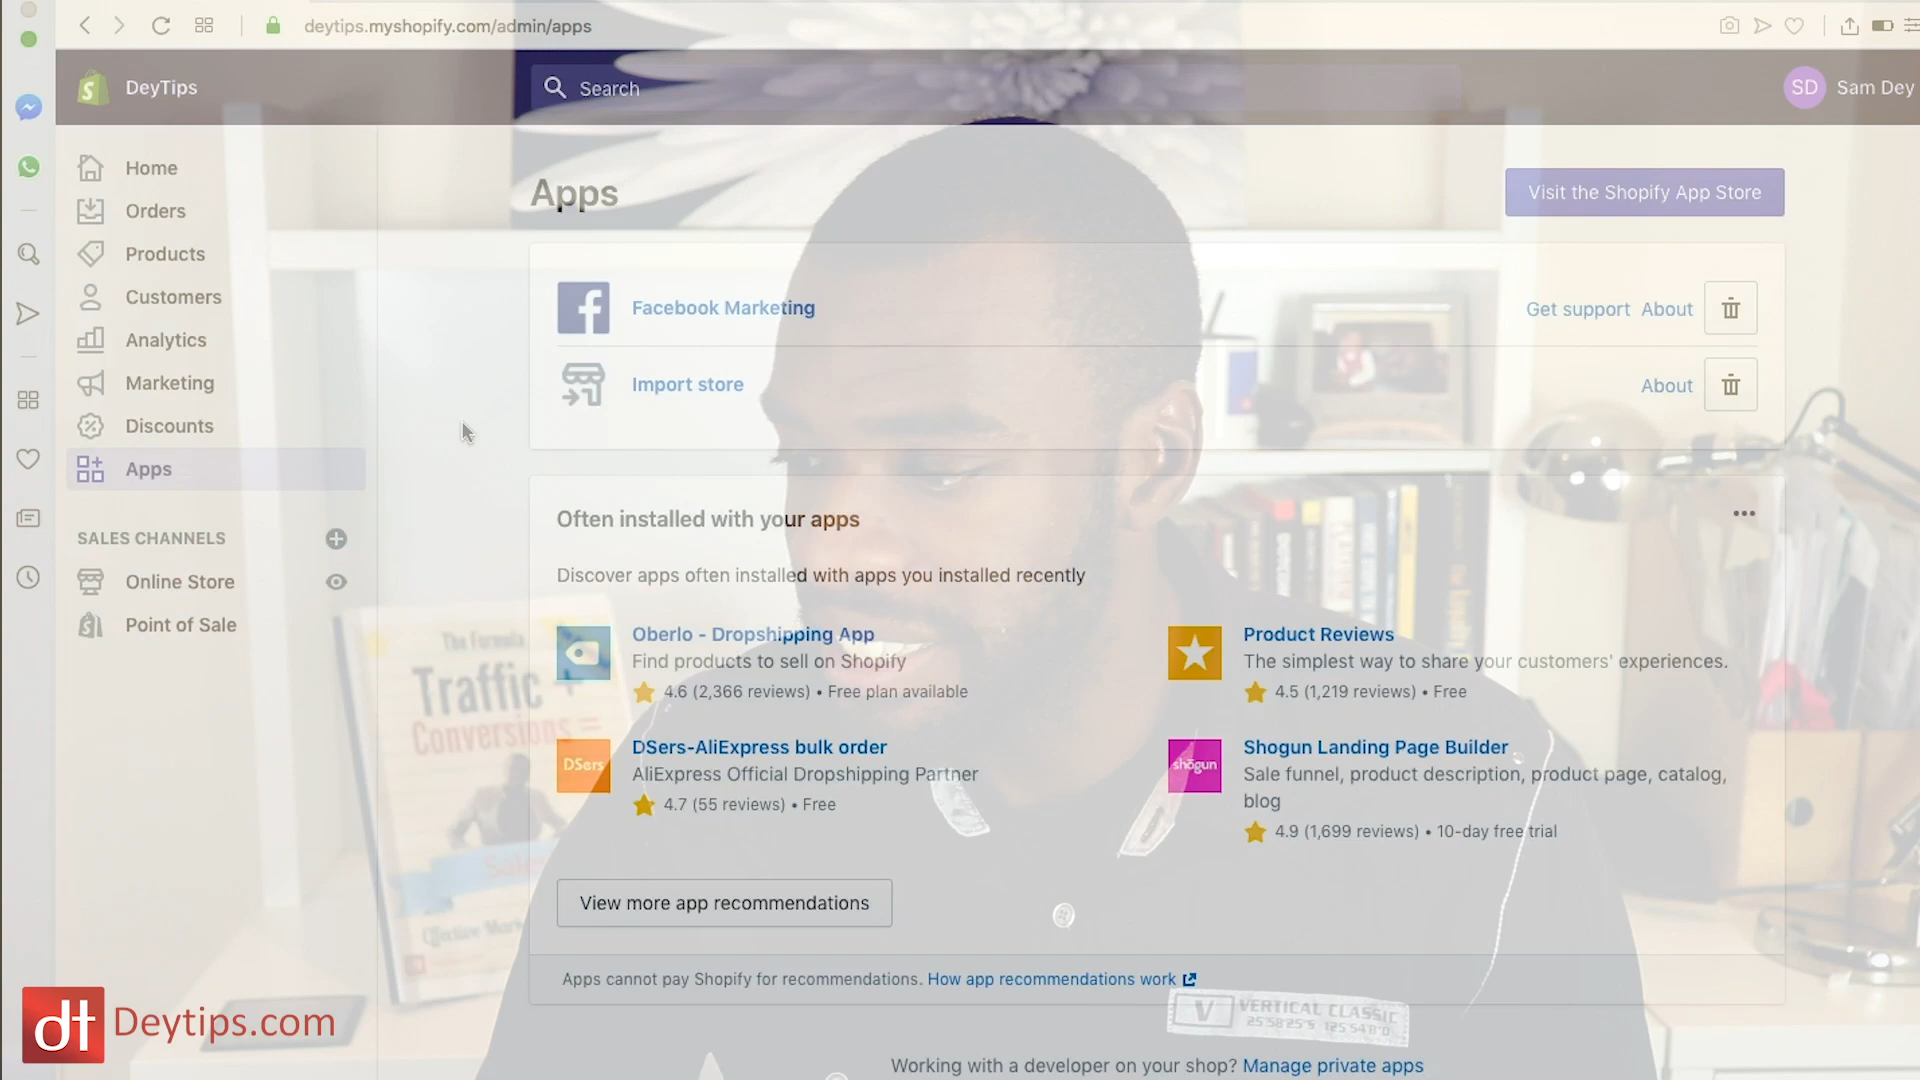 deytips.myshopify.com/admin/apps
DeyTips
Search
SD
Sam Dey
Home
Orders
Products
Customers
Analytics
Marketing
Discounts
Apps
SALES CHANNELS
Online Store
Point of Sale
Apps
Visit the Shopify App Store
Facebook Marketing
Get support
About
Import store
About
Often installed with your apps
Discover apps often installed with apps you installed recently
Oberlo - Dropshipping App
Find products to sell on Shopify
4.6 (2,366 reviews) • Free plan available
Product Reviews
The simplest way to share your customers' experiences.
4.5 (1,219 reviews) • Free
DSers
DSers-AliExpress bulk order
AliExpress Official Dropshipping Partner
4.7 (55 reviews) • Free
shōgun
Shogun Landing Page Builder
Sale funnel, product description, product page, catalog,
blog
4.9 (1,699 reviews) • 10-day free trial
View more app recommendations
Apps cannot pay Shopify for recommendations. How app recommendations work
Working with a developer on your shop? Manage private apps
The Formula
Traffic +
Conversions =
Sales
V VERTICAL CLASSIC
dt Deytips.com